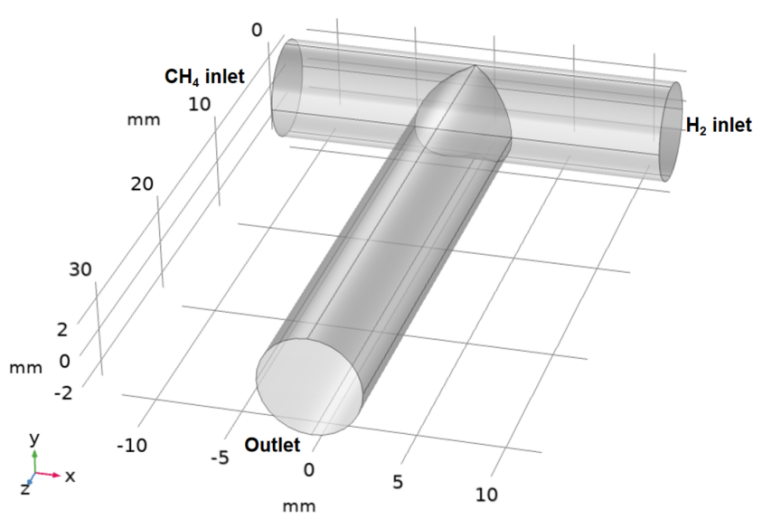 0
CH₄ inlet
10
mm
H₂ inlet
20
30
2
0
mm
-2
y
x
z
-10
-5
Outlet
0
5
10
mm